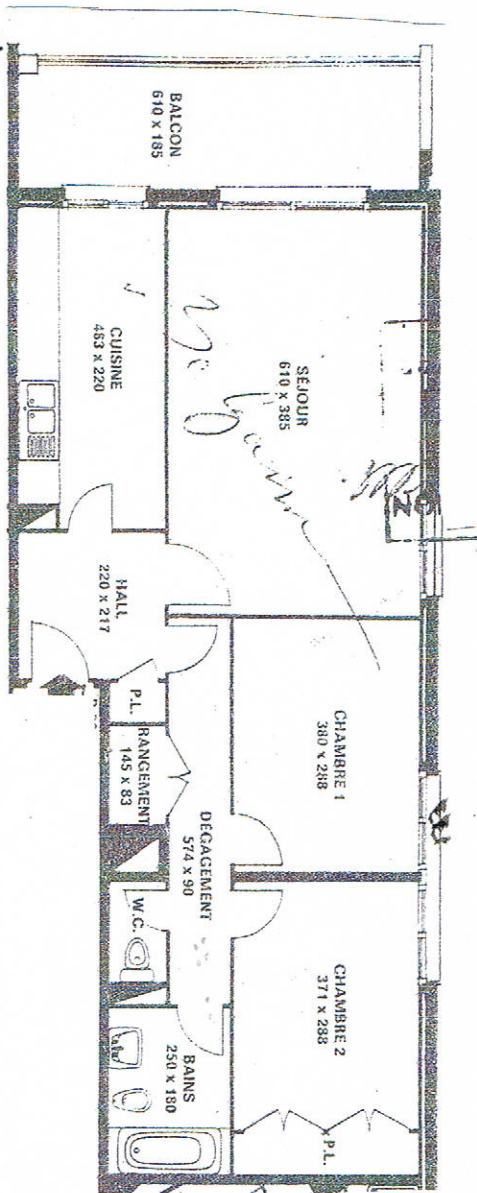 BALCON
610 x 185
CUISINE
483 x 220
SÉJOUR
610 x 385
HALL
220 x 217
P.L.
RANGEMENT
145 x 83
DÉGAGEMENT
574 x 90
CHAMBRE 1
380 x 288
W.C.
CHAMBRE 2
371 x 288
BAINS
250 x 180
P.L.